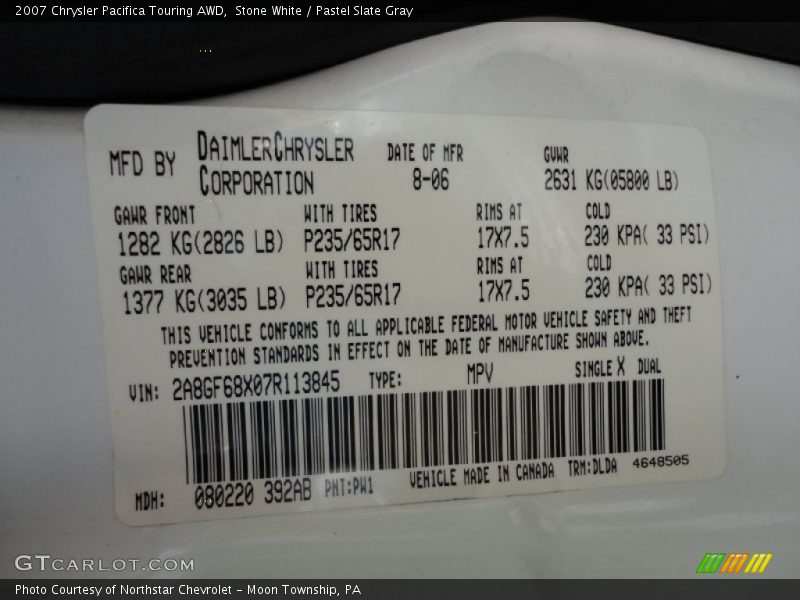 2007 Chrysler Pacifica Touring AWD,  Stone White / Pastel Slate Gray
MFD BY DAIMLERCHRYSLER CORPORATION DATE OF MFR 8-06 GVWR 2631 KG(05800 LB)
GAWR FRONT WITH TIRES RIMS AT COLD
1282 KG(2826 LB) P235/65R17 17X7.5 230 KPA( 33 PSI)
GAWR REAR WITH TIRES RIMS AT COLD
1377 KG(3035 LB) P235/65R17 17X7.5 230 KPA( 33 PSI)
THIS VEHICLE CONFORMS TO ALL APPLICABLE FEDERAL MOTOR VEHICLE SAFETY AND THEFT
PREVENTION STANDARDS IN EFFECT ON THE DATE OF MANUFACTURE SHOWN ABOVE.
VIN: 2A8GF68X07R113845 TYPE: MPV SINGLE X DUAL
MDH: 080220 392AB PNT:PW1 VEHICLE MADE IN CANADA TRM:DLDA 4648505
GTCARLOT.COM
Photo Courtesy of Northstar Chevrolet - Moon Township, PA